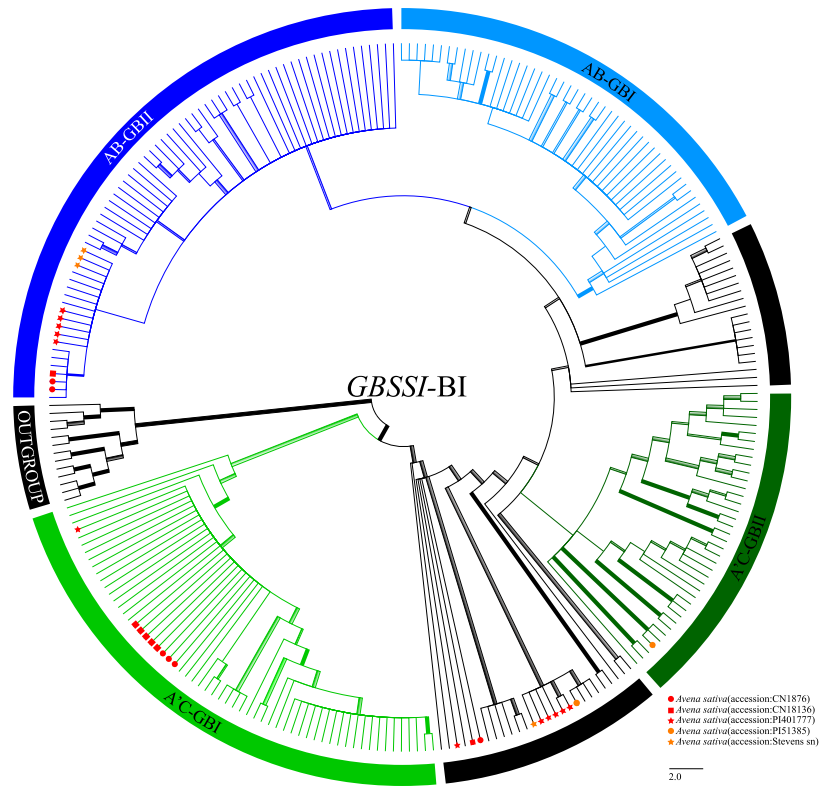 AB-GBI
AB-GBII
GBSSI-BI
OUTGROUP
A'C-GBII
A'C-GBI
Avena sativa(accession:CN1876)
Avena sativa(accession:CN18136)
Avena sativa(accession:PI401777)
Avena sativa(accession:PI51385)
Avena sativa(accession:Stevens sn)
2.0